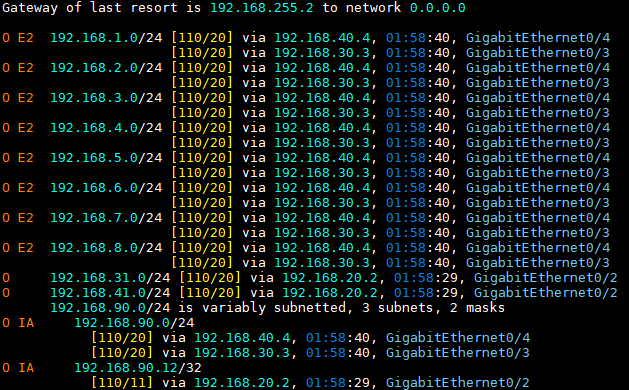 Gateway of last resort is 192.168.255.2 to network 0.0.0.0

O E2  192.168.1.0/24 [110/20] via 192.168.40.4, 01:58:40, GigabitEthernet0/4
                     [110/20] via 192.168.30.3, 01:58:40, GigabitEthernet0/3
O E2  192.168.2.0/24 [110/20] via 192.168.40.4, 01:58:40, GigabitEthernet0/4
                     [110/20] via 192.168.30.3, 01:58:40, GigabitEthernet0/3
O E2  192.168.3.0/24 [110/20] via 192.168.40.4, 01:58:40, GigabitEthernet0/4
                     [110/20] via 192.168.30.3, 01:58:40, GigabitEthernet0/3
O E2  192.168.4.0/24 [110/20] via 192.168.40.4, 01:58:40, GigabitEthernet0/4
                     [110/20] via 192.168.30.3, 01:58:40, GigabitEthernet0/3
O E2  192.168.5.0/24 [110/20] via 192.168.40.4, 01:58:40, GigabitEthernet0/4
                     [110/20] via 192.168.30.3, 01:58:40, GigabitEthernet0/3
O E2  192.168.6.0/24 [110/20] via 192.168.40.4, 01:58:40, GigabitEthernet0/4
                     [110/20] via 192.168.30.3, 01:58:40, GigabitEthernet0/3
O E2  192.168.7.0/24 [110/20] via 192.168.40.4, 01:58:40, GigabitEthernet0/4
                     [110/20] via 192.168.30.3, 01:58:40, GigabitEthernet0/3
O E2  192.168.8.0/24 [110/20] via 192.168.40.4, 01:58:40, GigabitEthernet0/4
                     [110/20] via 192.168.30.3, 01:58:40, GigabitEthernet0/3
O     192.168.31.0/24 [110/20] via 192.168.20.2, 01:58:29, GigabitEthernet0/2
O     192.168.41.0/24 [110/20] via 192.168.20.2, 01:58:29, GigabitEthernet0/2
      192.168.90.0/24 is variably subnetted, 3 subnets, 2 masks
O IA     192.168.90.0/24
           [110/20] via 192.168.40.4, 01:58:40, GigabitEthernet0/4
           [110/20] via 192.168.30.3, 01:58:40, GigabitEthernet0/3
O IA     192.168.90.12/32
           [110/11] via 192.168.20.2, 01:58:29, GigabitEthernet0/2